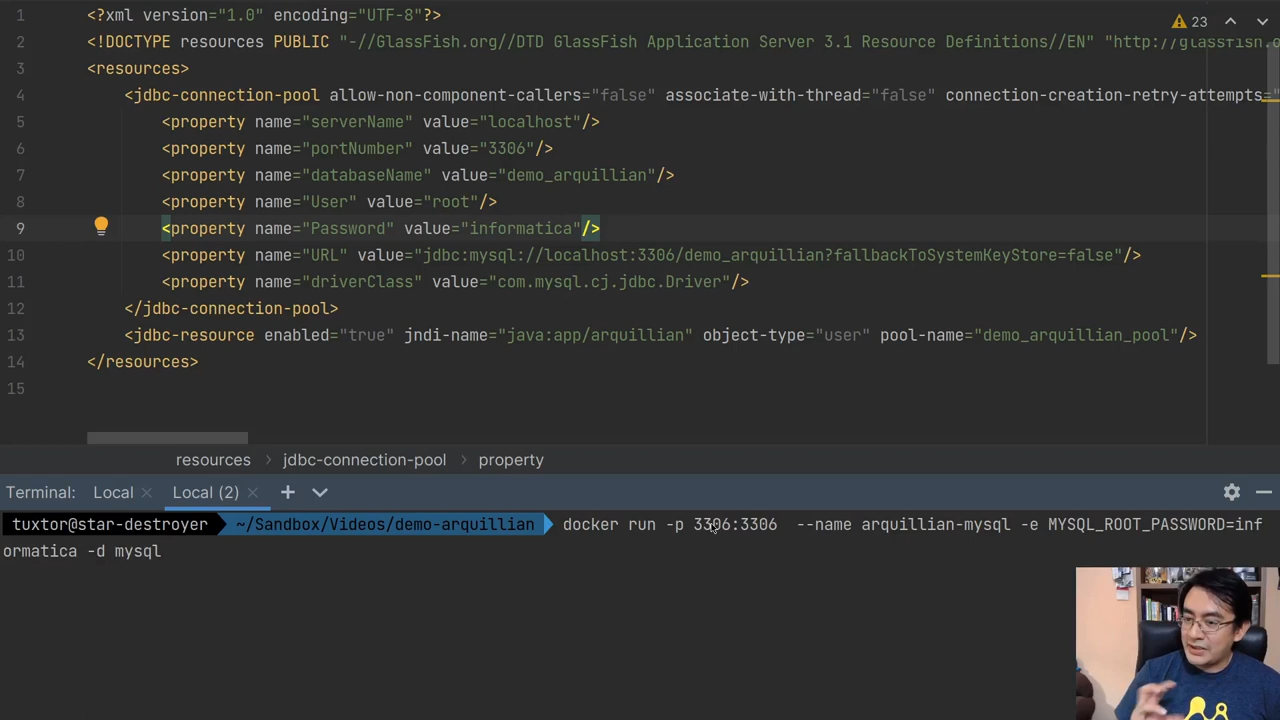 23
1 <?xml version="1.0" encoding="UTF-8"?>
2 <!DOCTYPE resources PUBLIC "-//GlassFish.org//DTD GlassFish Application Server 3.1 Resource Definitions//EN" "http://glassfish.o
3 <resources>
4 <jdbc-connection-pool allow-non-component-callers="false" associate-with-thread="false" connection-creation-retry-attempts="
5 <property name="serverName" value="localhost"/>
6 <property name="portNumber" value="3306"/>
7 <property name="databaseName" value="demo_arquillian"/>
8 <property name="User" value="root"/>
9 <property name="Password" value="informatica"/>
10 <property name="URL" value="jdbc:mysql://localhost:3306/demo_arquillian?fallbackToSystemKeyStore=false"/>
11 <property name="driverClass" value="com.mysql.cj.jdbc.Driver"/>
12 </jdbc-connection-pool>
13 <jdbc-resource enabled="true" jndi-name="java:app/arquillian" object-type="user" pool-name="demo_arquillian_pool"/>
14 </resources>
15
resources > jdbc-connection-pool > property
Terminal: Local × Local (2) × +
tuxtor@star-destroyer ~/Sandbox/Videos/demo-arquillian docker run -p 3306:3306  --name arquillian-mysql -e MYSQL_ROOT_PASSWORD=inf
ormatica -d mysql